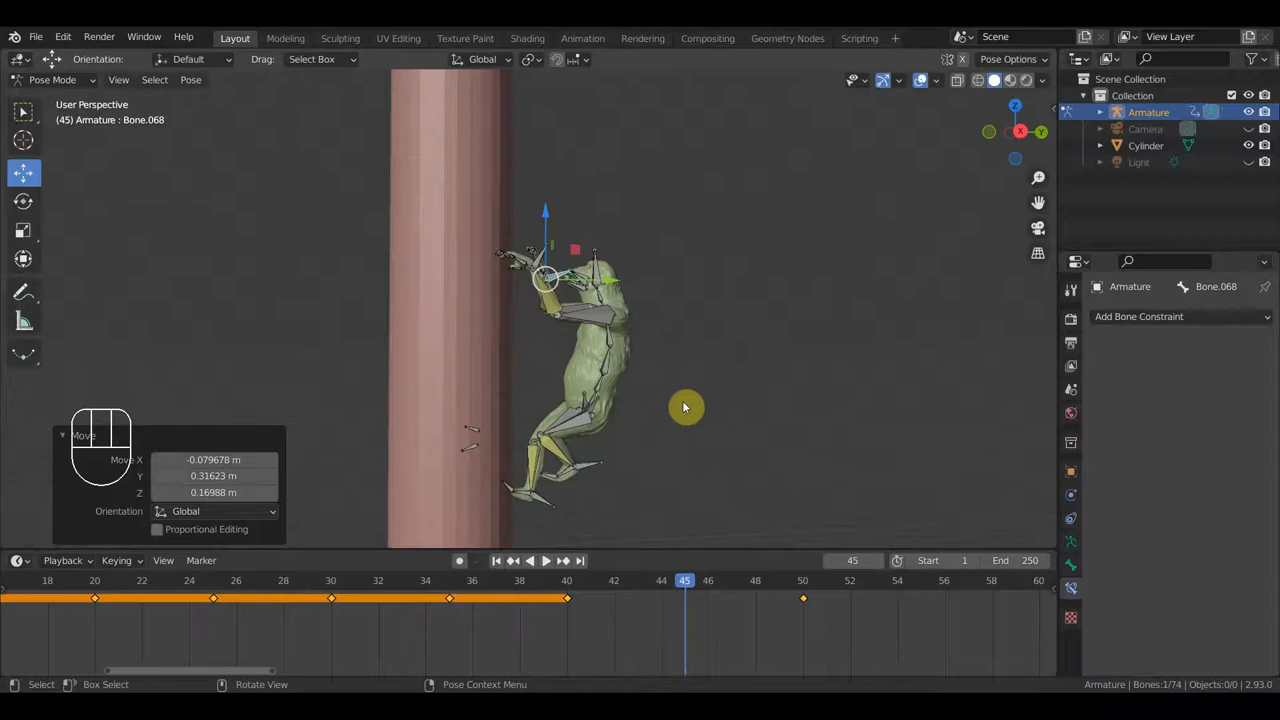 File Edit Render Window Help Layout Modeling Sculpting UV Editing Texture Paint Shading Animation Rendering Compositing Geometry Nodes Scripting + Scene View Layer
Orientation: Default Drag: Select Box Global X Pose Options
Pose Mode View Select Pose
Scene Collection
Collection
Armature
Camera
Cylinder
Light
User Perspective
(45) Armature : Bone.068
Z
X
Y
Armature Bone.068
Add Bone Constraint
Move
Move X -0.079678 m
Y 0.31623 m
Z 0.16988 m
Orientation Global
Proportional Editing
Playback Keying View Marker 45 Start 1 End 250
18 20 22 24 26 28 30 32 34 35 38 40 42 45 46 48 50 52 54 56 58 60
Select Box Select Rotate View Pose Context Menu Armature | Bones:1/74 | Objects:0/0 | 2.93.0